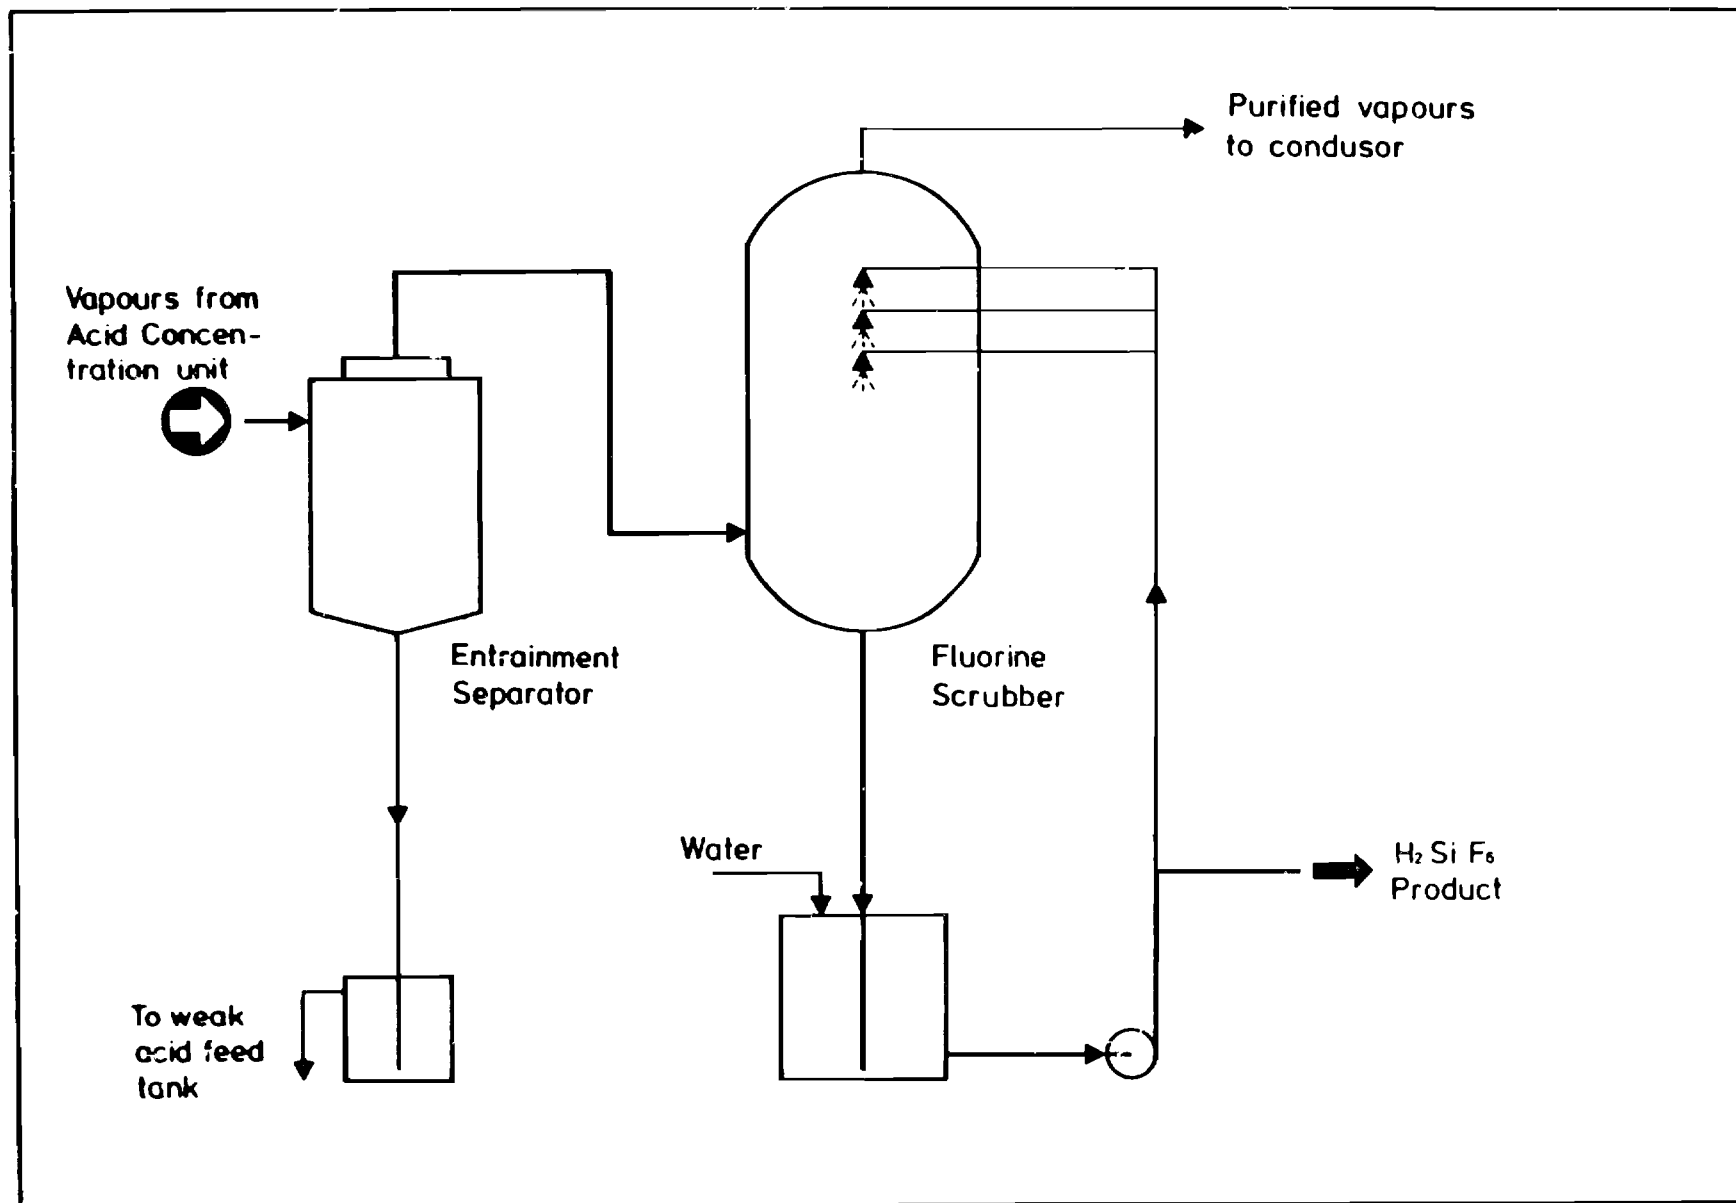 Purified vapours
to condusor
Vapours from
Acid Concen-
tration unit
Entrainment
Separator
Fluorine
Scrubber
Water
H₂ Si F₆
Product
To weak
acid feed
tank